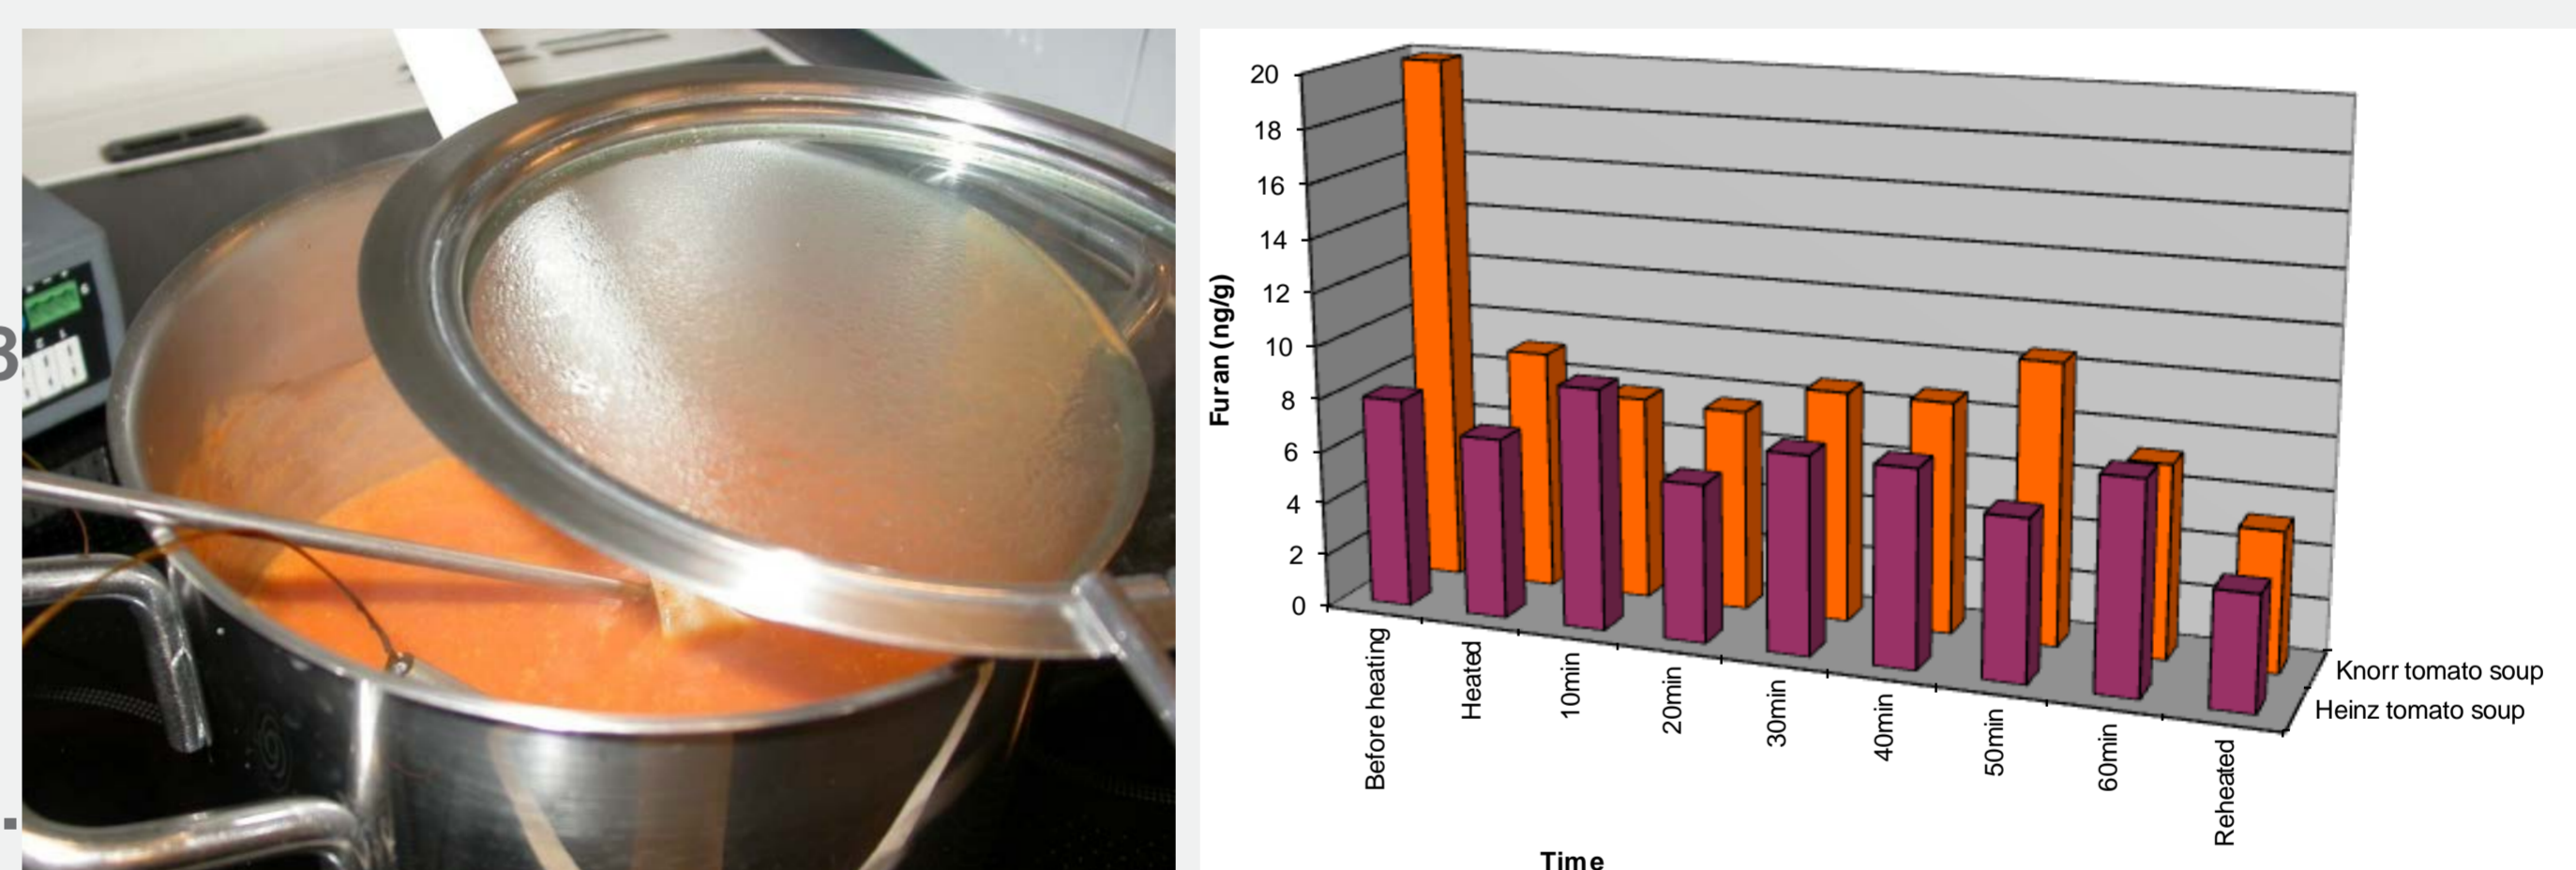 3
.
20
18
16
14
12
10
8
6
4
2
0
Furan (ng/g)
Before heating
Heated
10min
20min
30min
40min
50min
60min
Reheated
Knorr tomato soup
Heinz tomato soup
Time